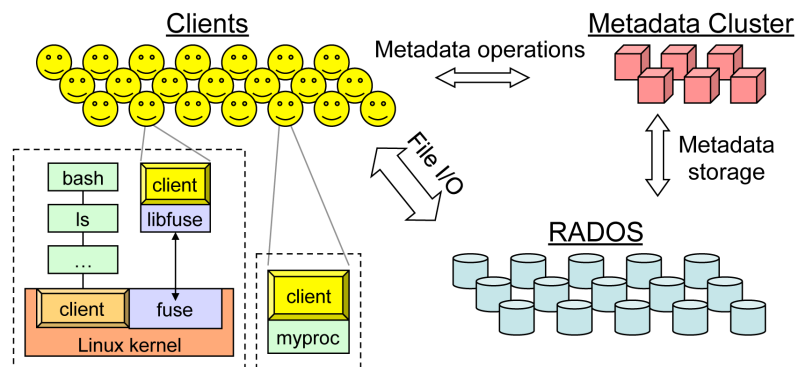 Clients
Metadata Cluster
Metadata operations
File I/O
Metadata
storage
RADOS
bash
ls
…
client
libfuse
client
fuse
Linux kernel
client
myproc